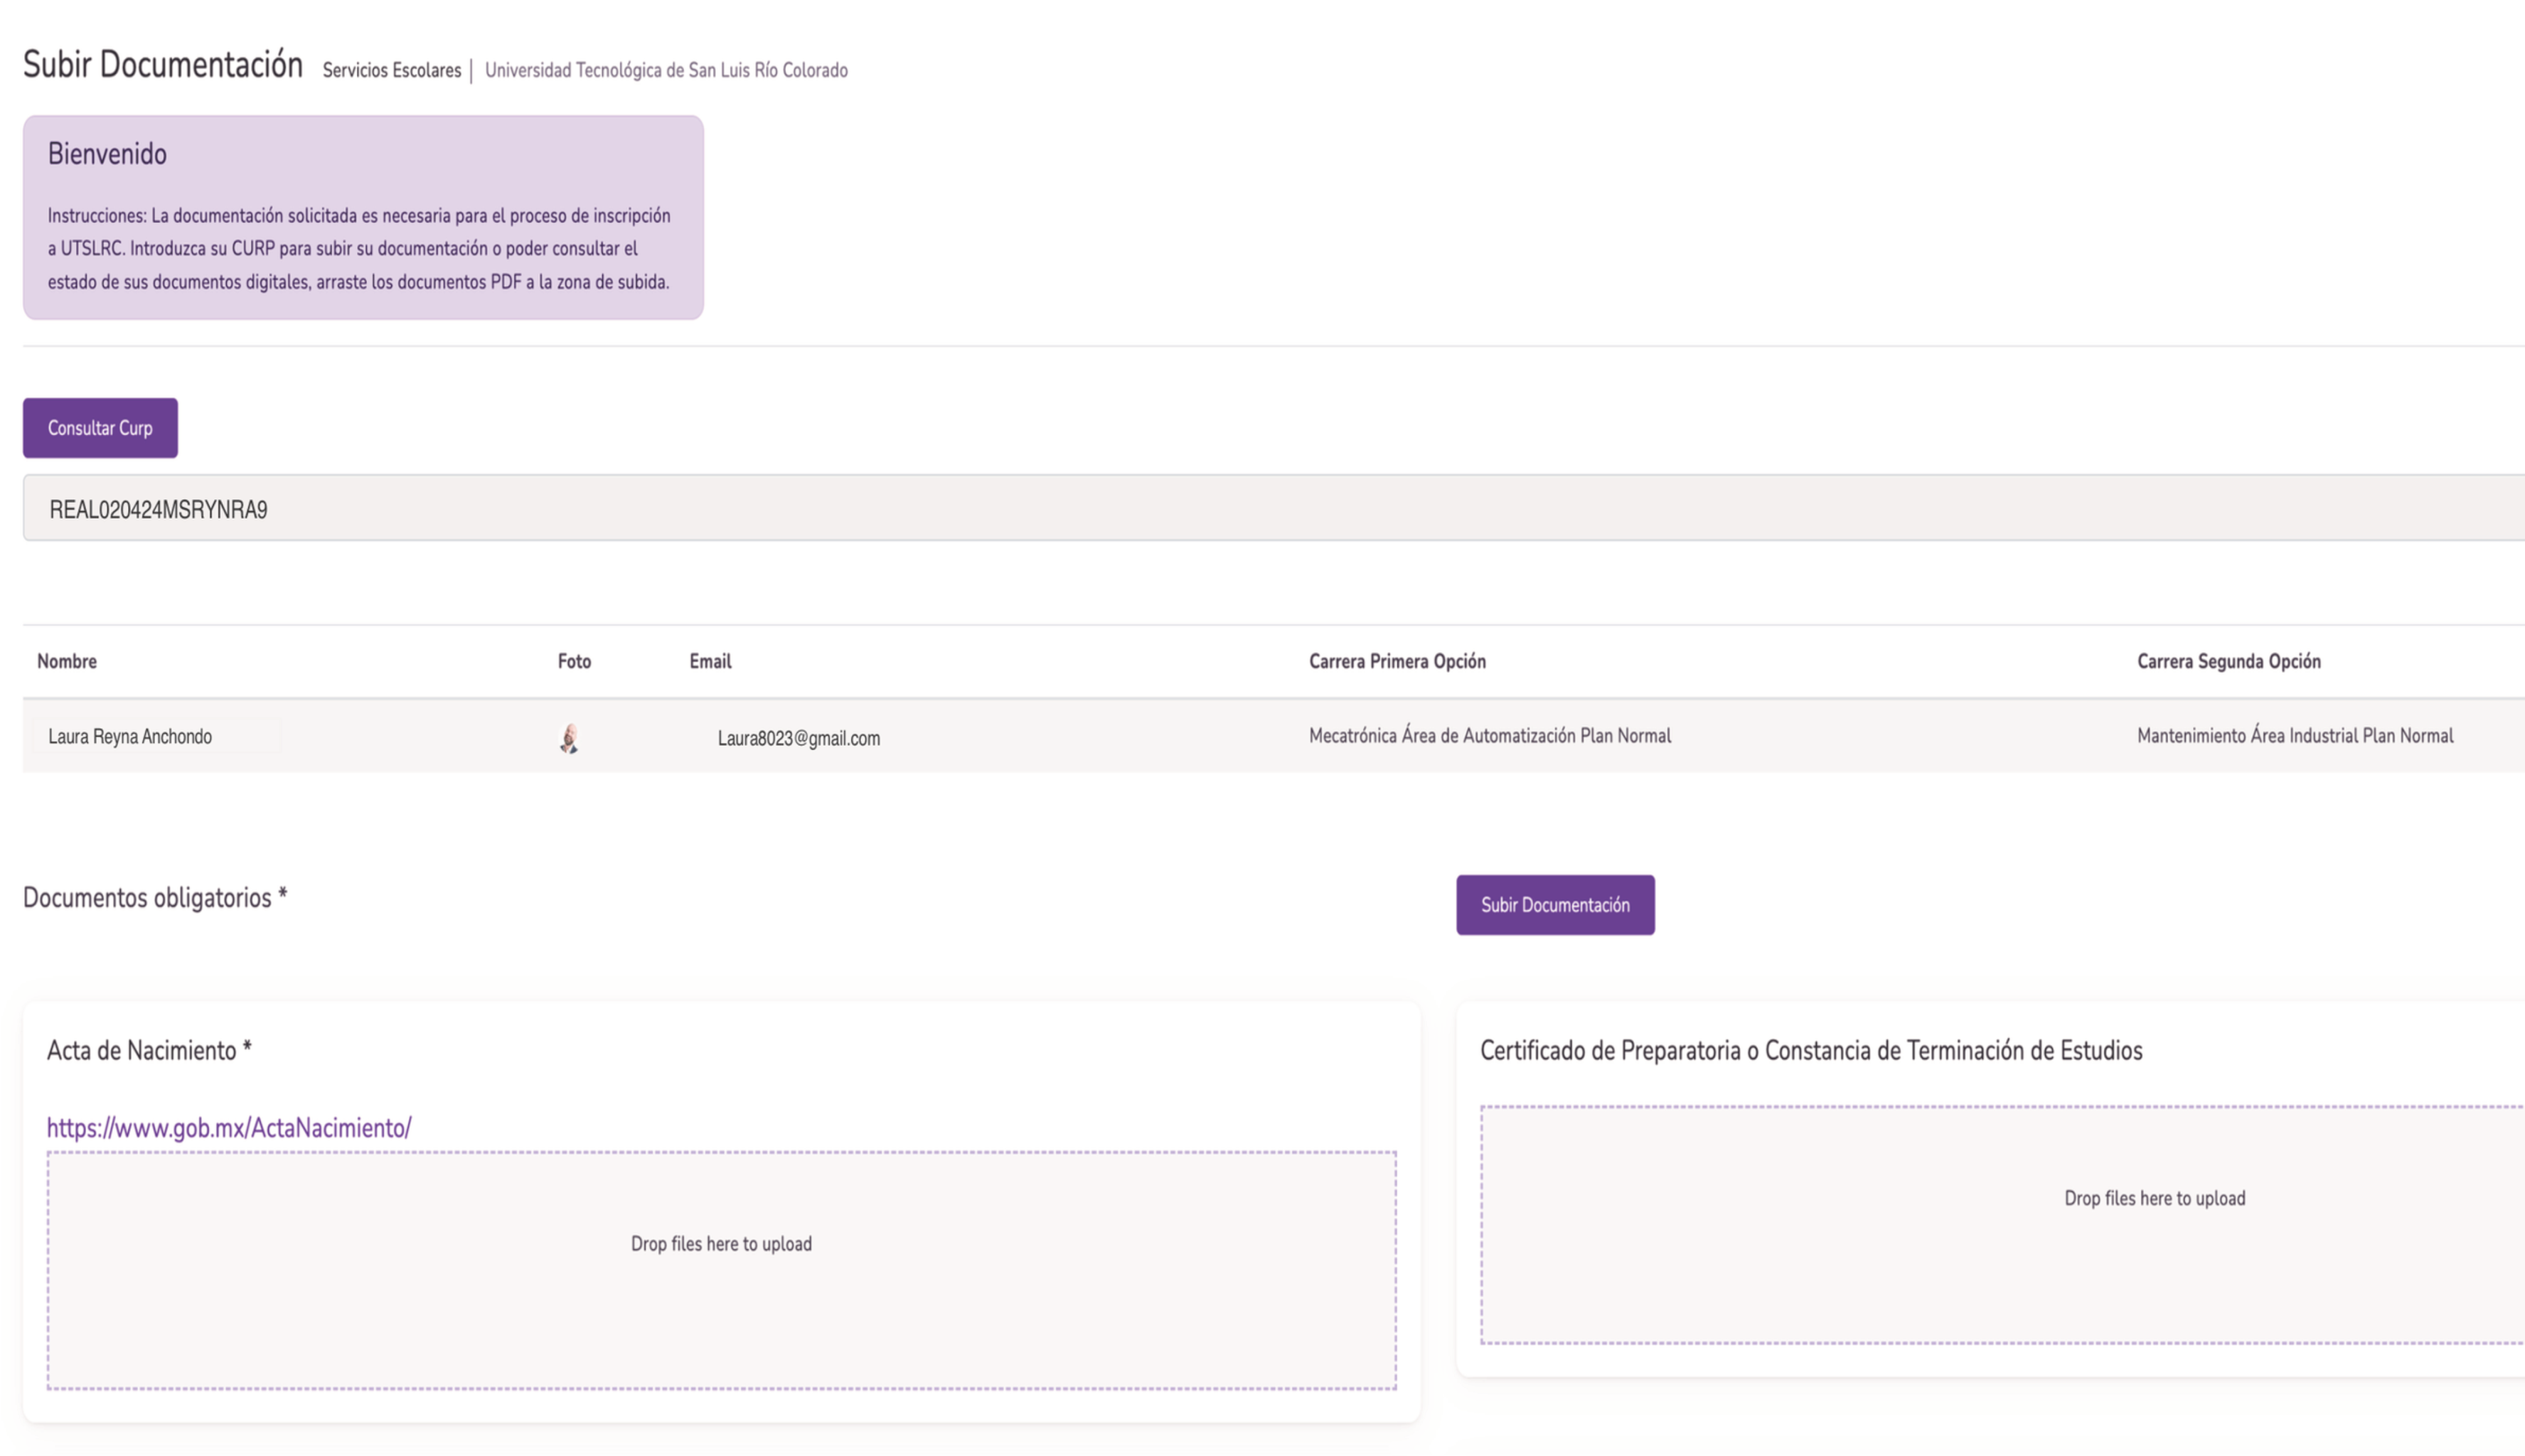 Subir Documentación Servicios Escolares | Universidad Tecnológica de San Luis Río Colorado
Bienvenido
Instrucciones: La documentación solicitada es necesaria para el proceso de inscripción
a UTSLRC. Introduzca su CURP para subir su documentación o poder consultar el
estado de sus documentos digitales, arraste los documentos PDF a la zona de subida.
Consultar Curp
REAL020424MSRYNRA9
Nombre Foto Email Carrera Primera Opción Carrera Segunda Opción
Laura Reyna Anchondo Laura8023@gmail.com Mecatrónica Área de Automatización Plan Normal Mantenimiento Área Industrial Plan Normal
Documentos obligatorios *
Subir Documentación
Acta de Nacimiento *
https://www.gob.mx/ActaNacimiento/
Drop files here to upload
Certificado de Preparatoria o Constancia de Terminación de Estudios
Drop files here to upload